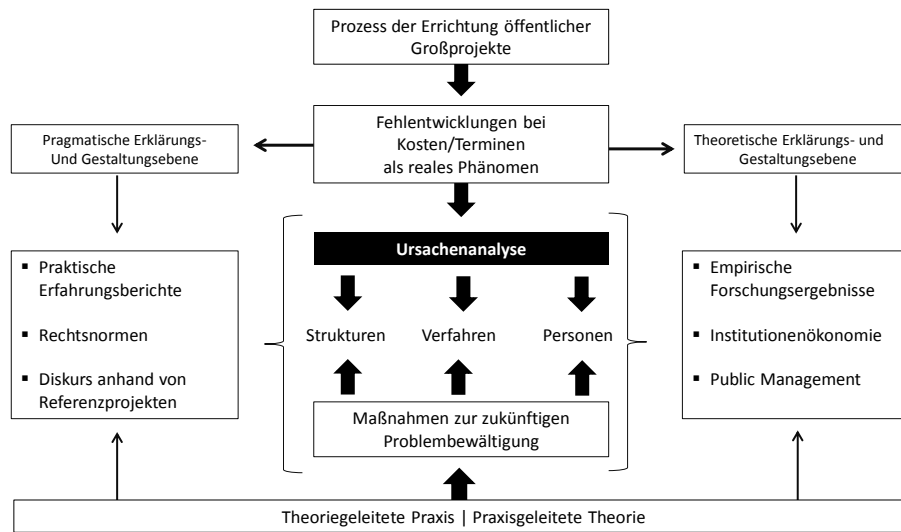 Prozess der Errichtung öffentlicher
Großprojekte
Fehlentwicklungen bei
Kosten/Terminen
als reales Phänomen
Pragmatische Erklärungs-
Und Gestaltungsebene
Theoretische Erklärungs- und
Gestaltungsebene
Ursachenanalyse
▪ Praktische
Erfahrungsberichte
▪ Rechtsnormen
▪ Diskurs anhand von
Referenzprojekten
Strukturen Verfahren Personen
Maßnahmen zur zukünftigen
Problembewältigung
▪ Empirische
Forschungsergebnisse
▪ Institutionenökonomie
▪ Public Management
Theoriegeleitete Praxis | Praxisgeleitete Theorie